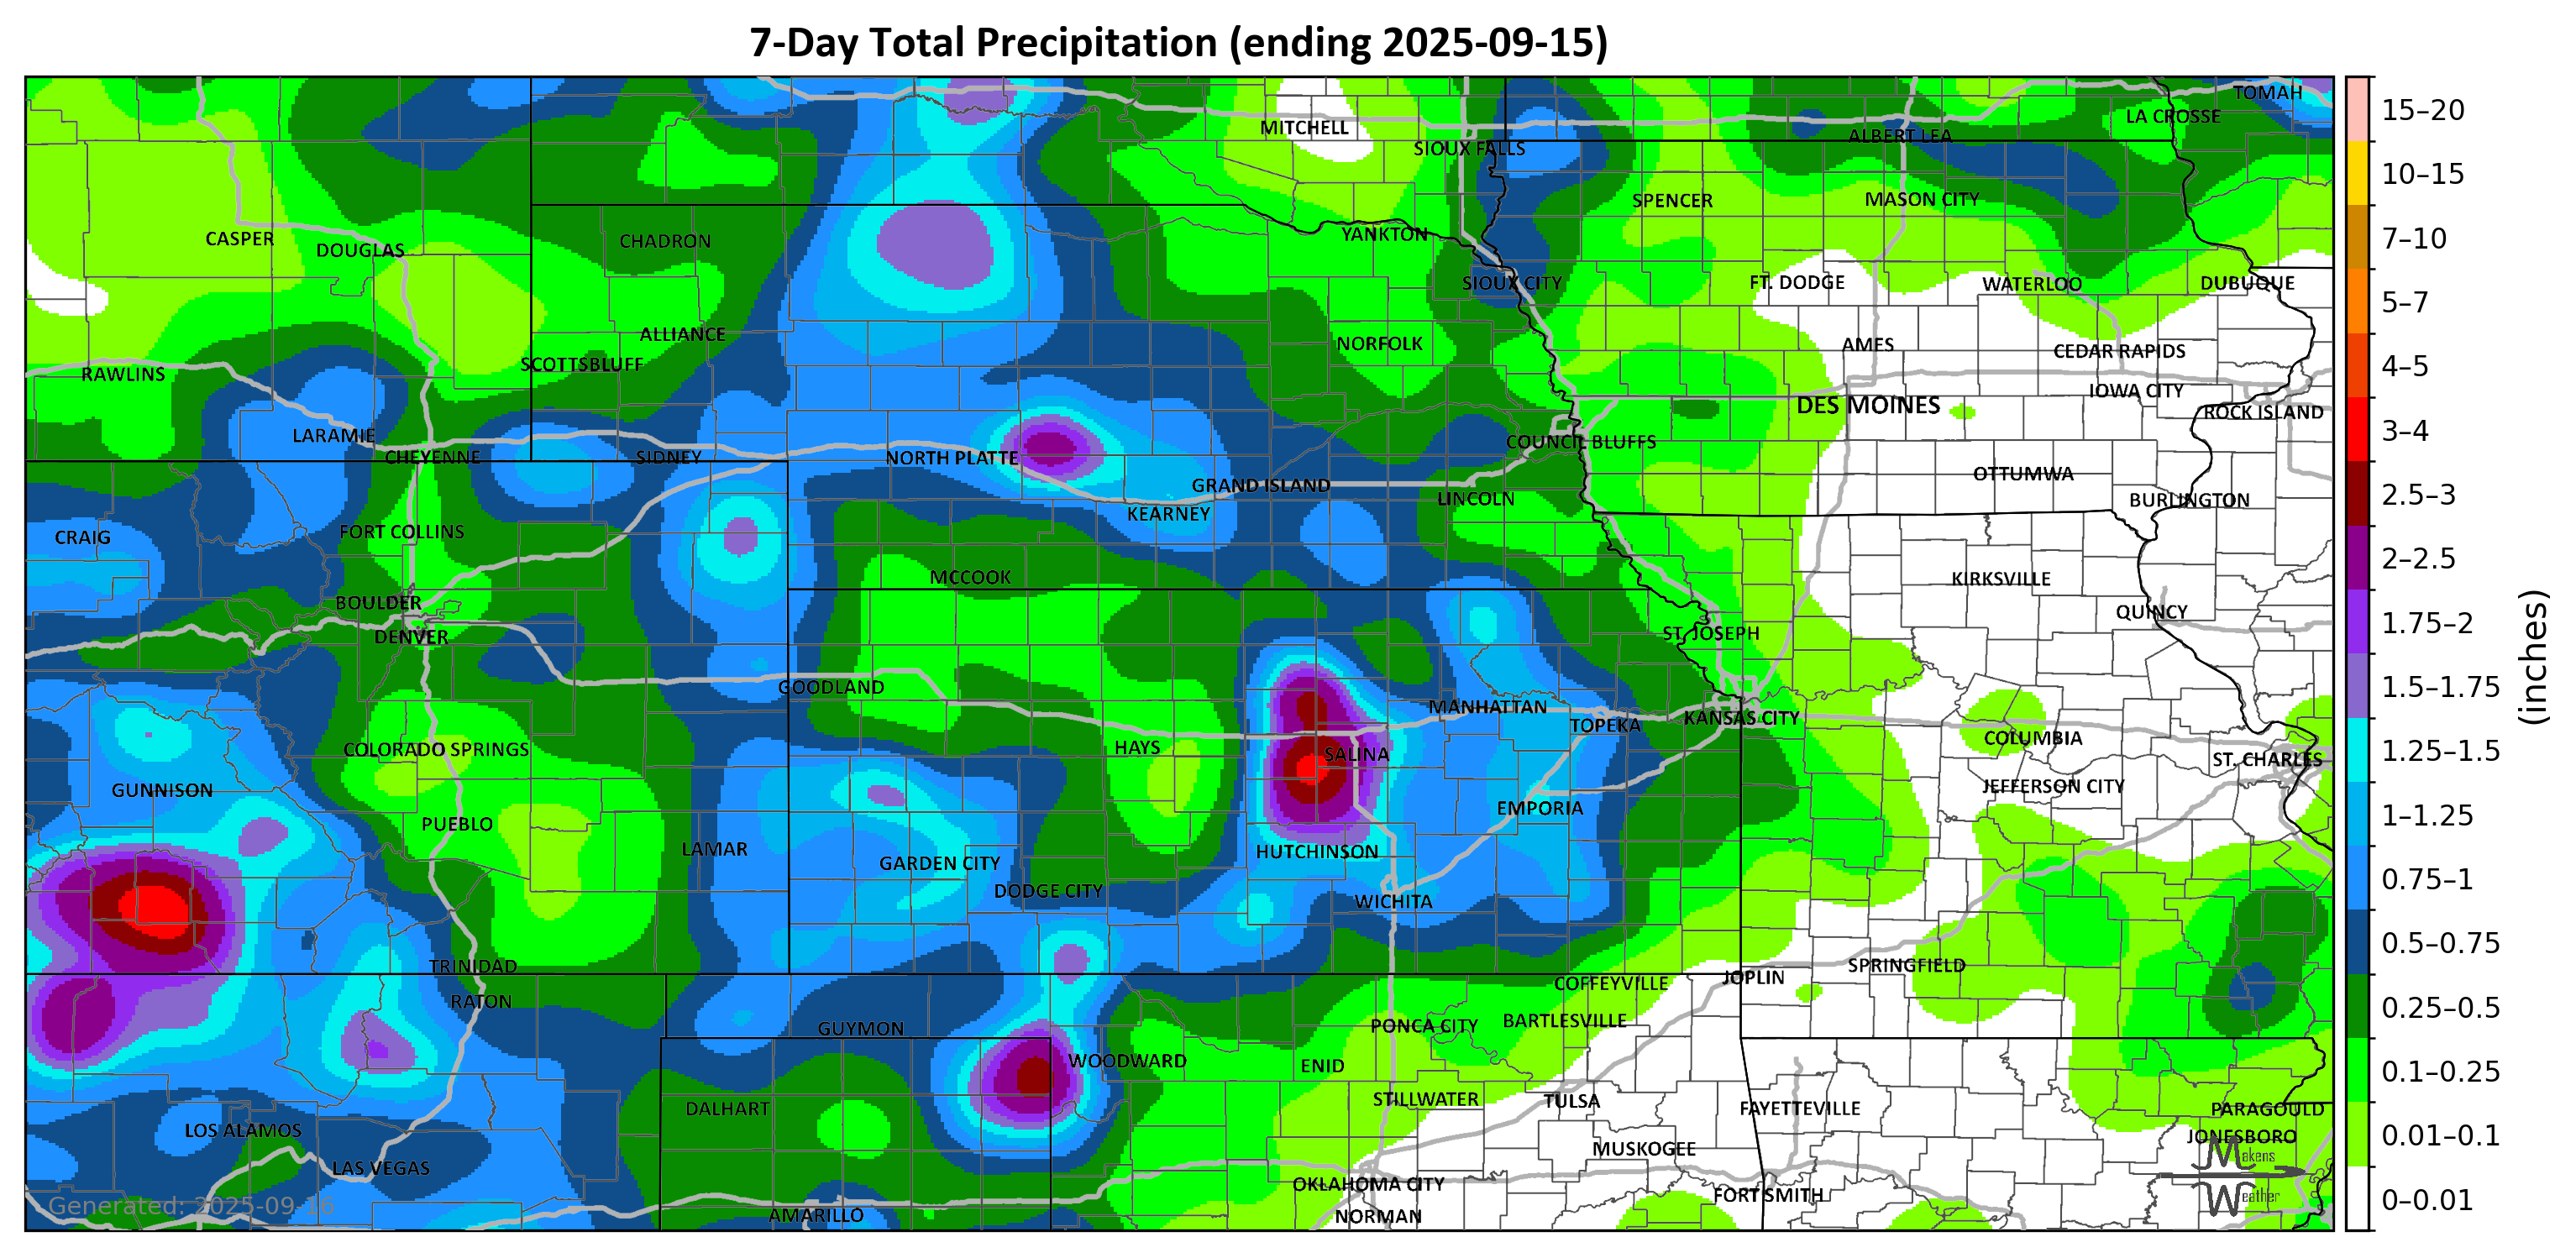 7-Day Total Precipitation (ending 2025-09-15)
TOMAH
LA CROSSE
MITCHELL
ALBERT LEA
SIOUX FALLS
SPENCER
MASON CITY
CASPER
DOUGLAS
CHADRON
YANKTON
SIOUX CITY
FT. DODGE
WATERLOO
DUBUQUE
ALLIANCE
NORFOLK
AMES
CEDAR RAPIDS
SCOTTSBLUFF
RAWLINS
IOWA CITY
DES MOINES
ROCK ISLAND
LARAMIE
COUNCIL BLUFFS
CHEYENNE
SIDNEY
NORTH PLATTE
OTTUMWA
GRAND ISLAND
LINCOLN
BURLINGTON
KEARNEY
CRAIG
FORT COLLINS
MCCOOK
KIRKSVILLE
BOULDER
QUINCY
DENVER
ST. JOSEPH
GOODLAND
MANHATTAN
TOPEKA
KANSAS CITY
COLUMBIA
COLORADO SPRINGS
HAYS
SALINA
ST. CHARLES
GUNNISON
JEFFERSON CITY
EMPORIA
PUEBLO
LAMAR
HUTCHINSON
GARDEN CITY
DODGE CITY
WICHITA
TRINIDAD
SPRINGFIELD
JOPLIN
COFFEYVILLE
RATON
GUYMON
PONCA CITY
BARTLESVILLE
WOODWARD
ENID
DALHART
STILLWATER
TULSA
FAYETTEVILLE
PARAGOULD
LOS ALAMOS
JONESBORO
MUSKOGEE
LAS VEGAS
OKLAHOMA CITY
FORT SMITH
AMARILLO
NORMAN
Makens
Weather
Generated: 2025-09-16
15–20
10–15
7–10
5–7
4–5
3–4
2.5–3
2–2.5
1.75–2
1.5–1.75
1.25–1.5
1–1.25
0.75–1
0.5–0.75
0.25–0.5
0.1–0.25
0.01–0.1
0–0.01
(inches)